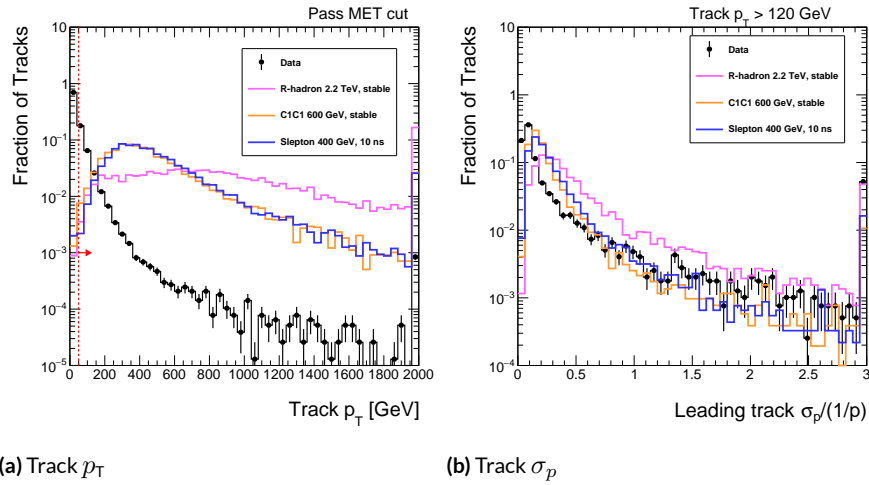 Pass MET cut
Fraction of Tracks
10
1
10⁻¹
10⁻²
10⁻³
10⁻⁴
10⁻⁵
Data
R-hadron 2.2 TeV, stable
C1C1 600 GeV, stable
Slepton 400 GeV, 10 ns
0 200 400 600 800 1000 1200 1400 1600 1800 2000
Track p_T [GeV]
(a) Track p_T
Track p_T > 120 GeV
Fraction of Tracks
10
1
10⁻¹
10⁻²
10⁻³
10⁻⁴
Data
R-hadron 2.2 TeV, stable
C1C1 600 GeV, stable
Slepton 400 GeV, 10 ns
0 0.5 1 1.5 2 2.5 3
Leading track σ_p/(1/p)
(b) Track σ_p